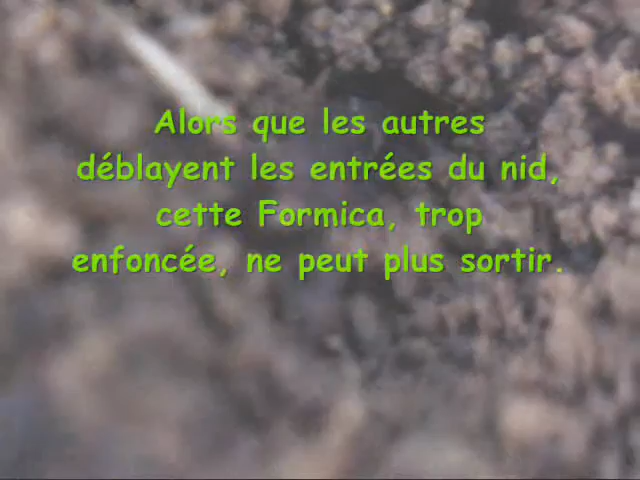 Alors que les autres
déblayent les entrées du nid,
cette Formica, trop
enfoncée, ne peut plus sortir.